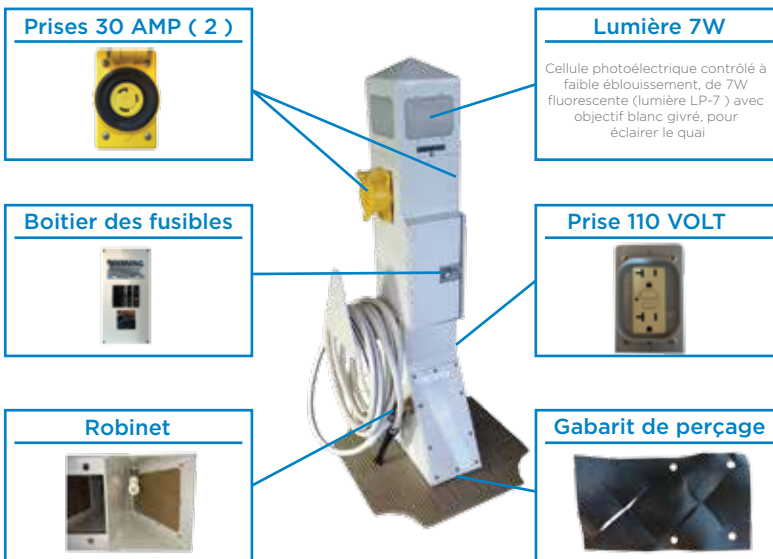 Prises 30 AMP ( 2 )
Lumière 7W
Cellule photoélectrique contrôlé à
faible éblouissement, de 7W
fluorescente (lumière LP-7 ) avec
objectif blanc givré, pour
éclairer le quai
Boitier des fusibles
WARNING
Prise 110 VOLT
Robinet
Gabarit de perçage